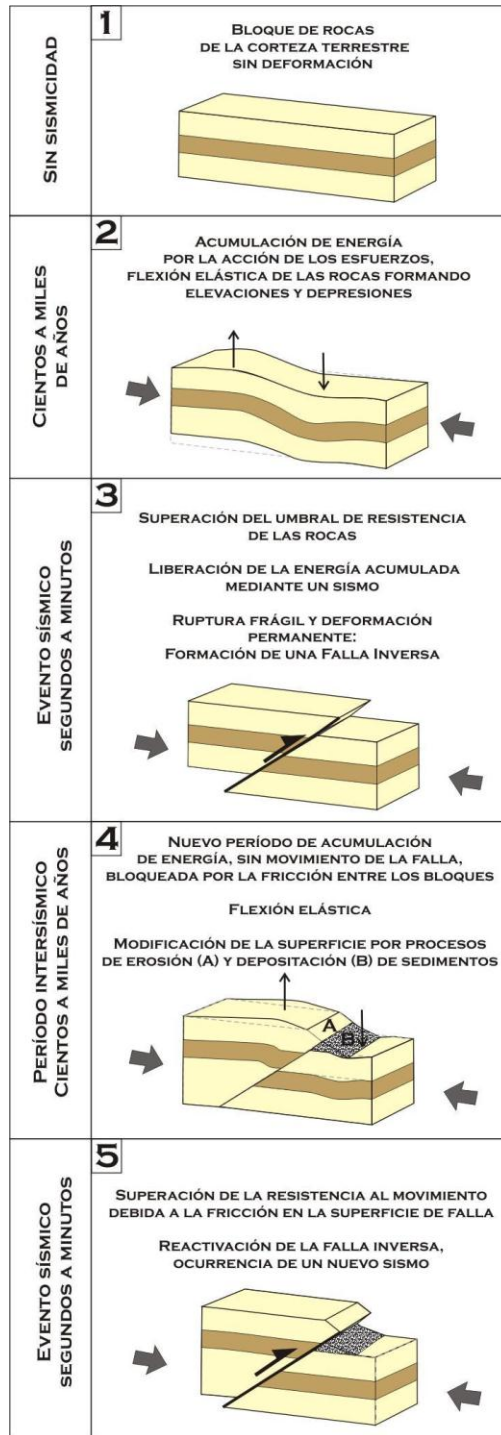 1
SIN SISMICIDAD
BLOQUE DE ROCAS
DE LA CORTEZA TERRESTRE
SIN DEFORMACIÓN
2
CIENTOS A MILES
DE AÑOS
ACUMULACIÓN DE ENERGÍA
POR LA ACCIÓN DE LOS ESFUERZOS,
FLEXIÓN ELÁSTICA DE LAS ROCAS FORMANDO
ELEVACIONES Y DEPRESIONES
3
EVENTO SÍSMICO
SEGUNDOS A MINUTOS
SUPERACIÓN DEL UMBRAL DE RESISTENCIA
DE LAS ROCAS
LIBERACIÓN DE LA ENERGÍA ACUMULADA
MEDIANTE UN SISMO
RUPTURA FRÁGIL Y DEFORMACIÓN
PERMANENTE:
FORMACIÓN DE UNA FALLA INVERSA
4
PERÍODO INTERSÍSMICO
CIENTOS A MILES DE AÑOS
NUEVO PERÍODO DE ACUMULACIÓN
DE ENERGÍA, SIN MOVIMIENTO DE LA FALLA,
BLOQUEADA POR LA FRICCIÓN ENTRE LOS BLOQUES
FLEXIÓN ELÁSTICA
MODIFICACIÓN DE LA SUPERFICIE POR PROCESOS
DE EROSIÓN (A) Y DEPOSITACIÓN (B) DE SEDIMENTOS
A
B
5
EVENTO SÍSMICO
SEGUNDOS A MINUTOS
SUPERACIÓN DE LA RESISTENCIA AL MOVIMIENTO
DEBIDA A LA FRICCIÓN EN LA SUPERFICIE DE FALLA
REACTIVACIÓN DE LA FALLA INVERSA,
OCURRENCIA DE UN NUEVO SISMO